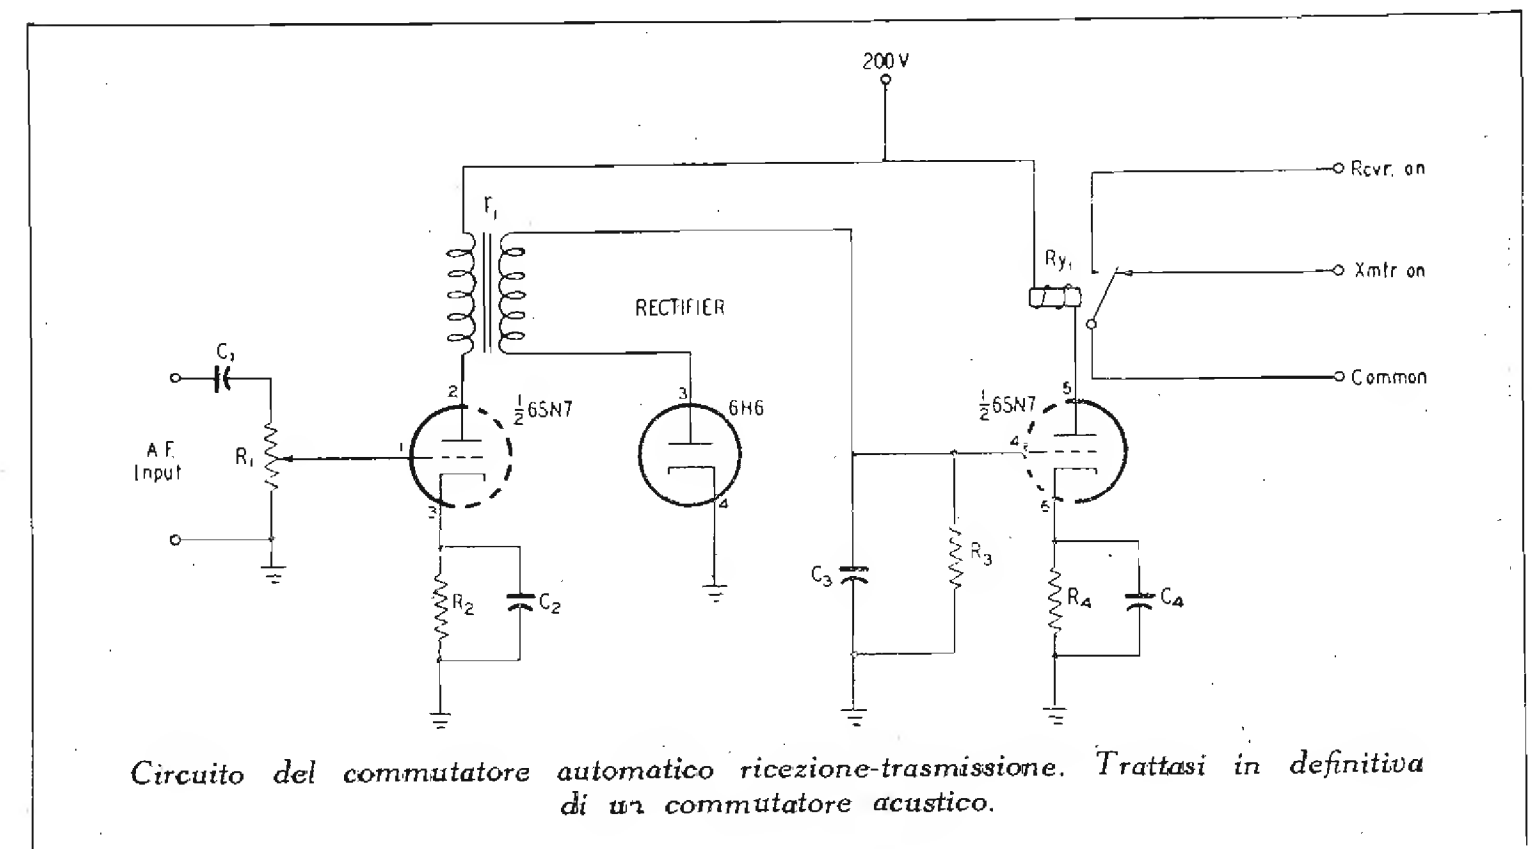 200 V
Rcvr. on
T₁
Ry₁
Xmtr on
RECTIFIER
C₁
Common
2
½ 6SN7
3
6H6
½ 6SN7
5
A.F.
Input
R₁
1
4
3
4
6
C₃
R₃
R₂
C₂
R₄
C₄
Circuito del commutatore automatico ricezione-trasmissione. Trattasi in definitiva
di un commutatore acustico.